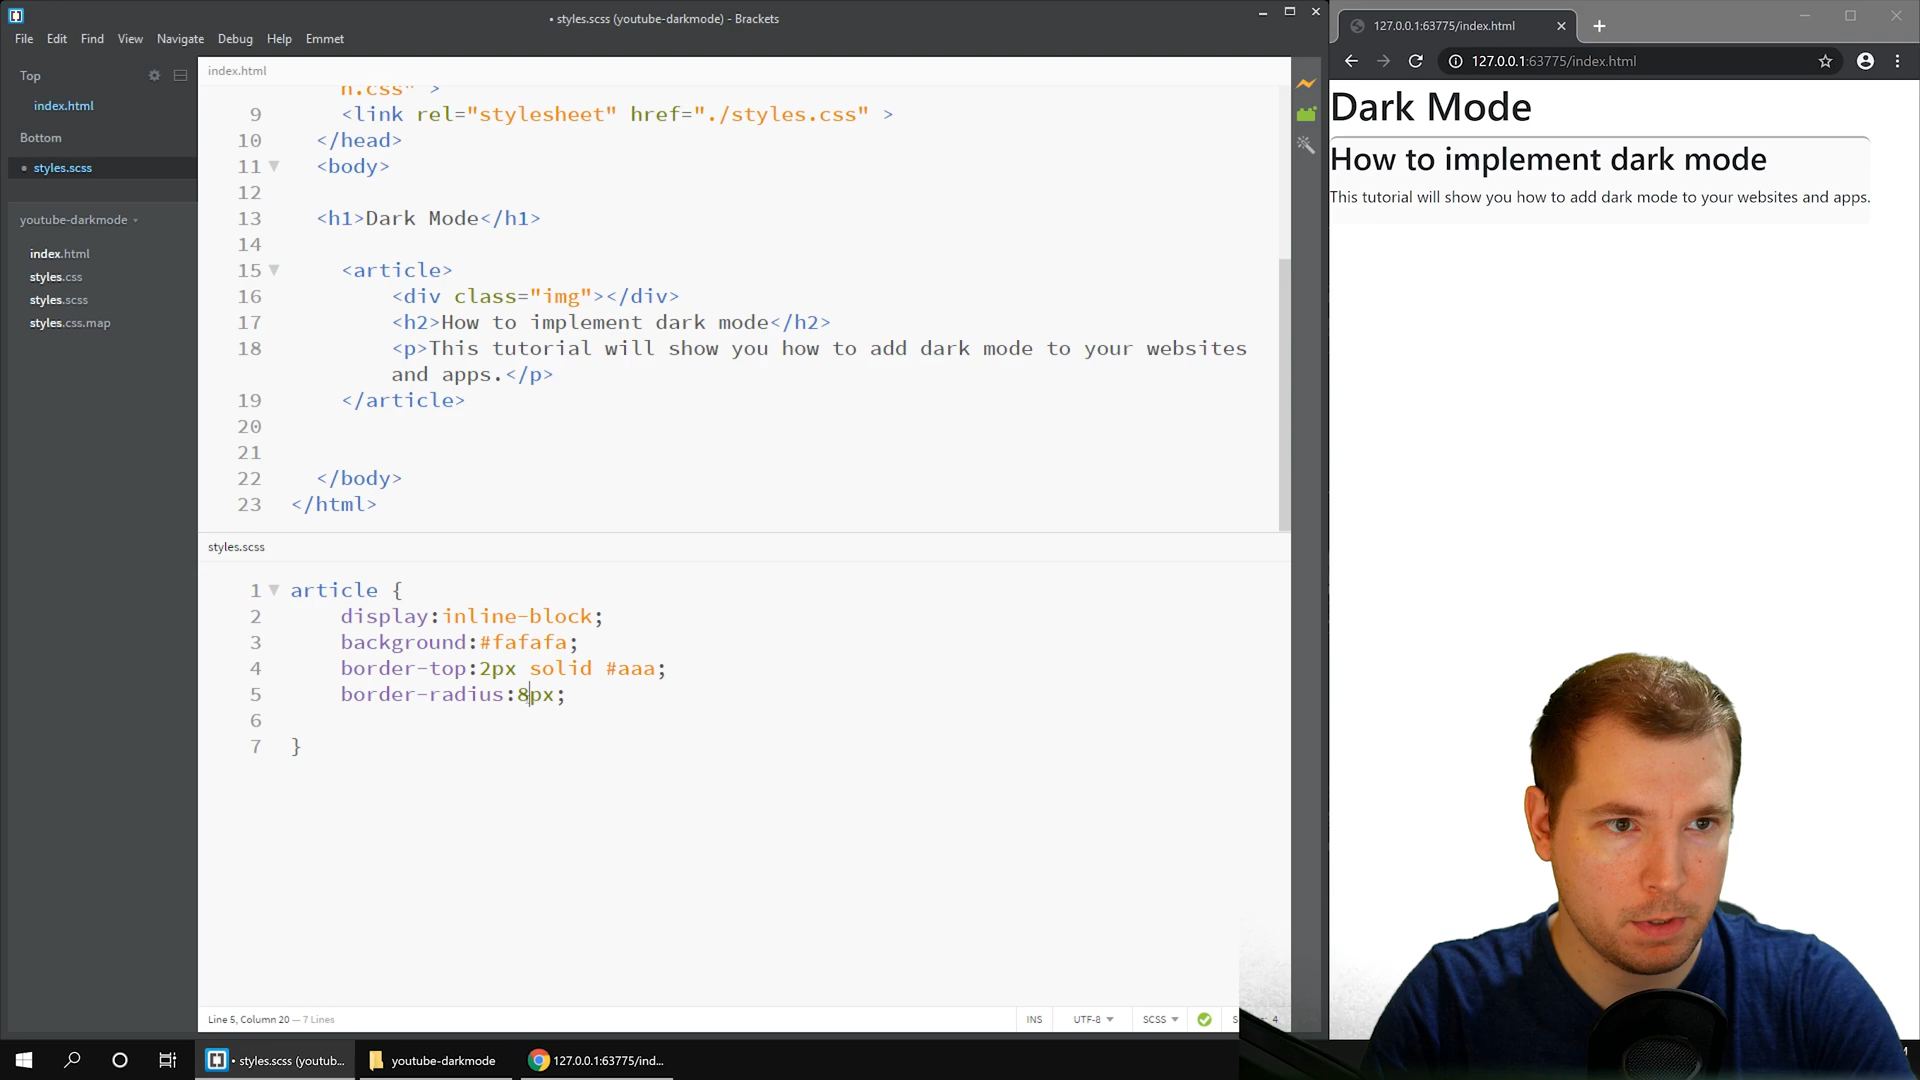 • styles.scss (youtube-darkmode) - Brackets
File Edit Find View Navigate Debug Help Emmet
Top
index.html
Bottom
• styles.scss
youtube-darkmode
index.html
styles.css
styles.scss
styles.css.map
index.html
n.css" >
9 <link rel="stylesheet" href="./styles.css" >
10 </head>
11 <body>
12
13 <h1>Dark Mode</h1>
14
15 <article>
16 <div class="img"></div>
17 <h2>How to implement dark mode</h2>
18 <p>This tutorial will show you how to add dark mode to your websites
and apps.</p>
19 </article>
20
21
22 </body>
23 </html>
styles.scss
1 article {
2 display:inline-block;
3 background:#fafafa;
4 border-top:2px solid #aaa;
5 border-radius:8px;
6
7 }
Line 5, Column 20 — 7 Lines
INS UTF-8 SCSS
4
127.0.0.1:63775/index.html
127.0.0.1:63775/index.html
Dark Mode
How to implement dark mode
This tutorial will show you how to add dark mode to your websites and apps.
• styles.scss (youtub...
youtube-darkmode
127.0.0.1:63775/ind...